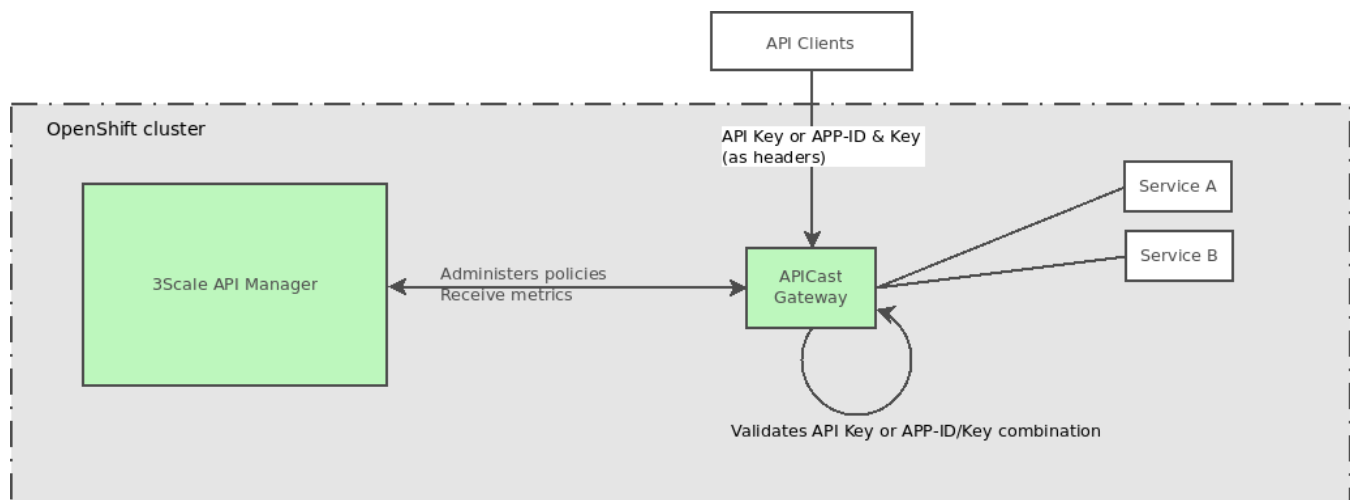 API Clients
OpenShift cluster
API Key or APP-ID & Key
(as headers)
Service A
Service B
3Scale API Manager
Administers policies
Receive metrics
APICast
Gateway
Validates API Key or APP-ID/Key combination